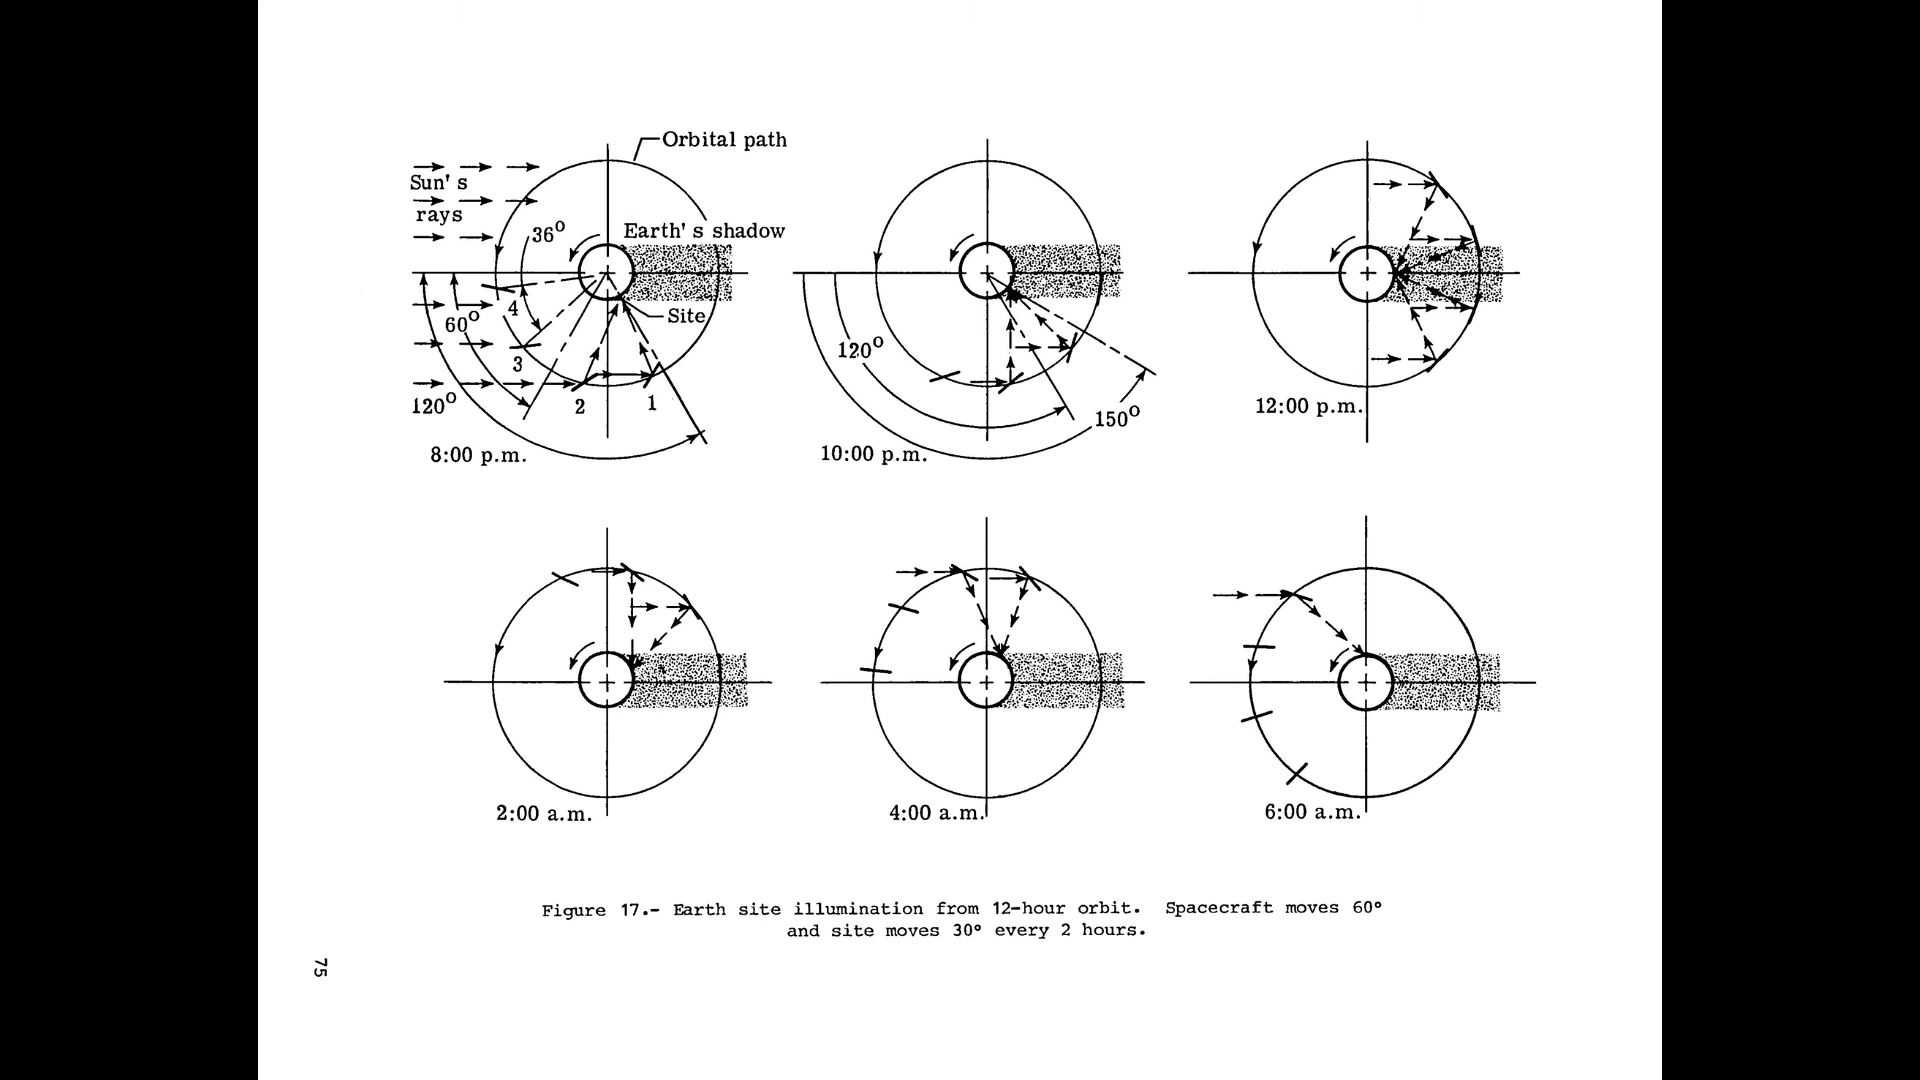 Orbital path
Sun's
rays
36°
Earth's shadow
4
60°
Site
3
120°
2
1
8:00 p.m.
120°
150°
10:00 p.m.
12:00 p.m.
2:00 a.m.
4:00 a.m.
6:00 a.m.
Figure 17.- Earth site illumination from 12-hour orbit. Spacecraft moves 60°
and site moves 30° every 2 hours.
75